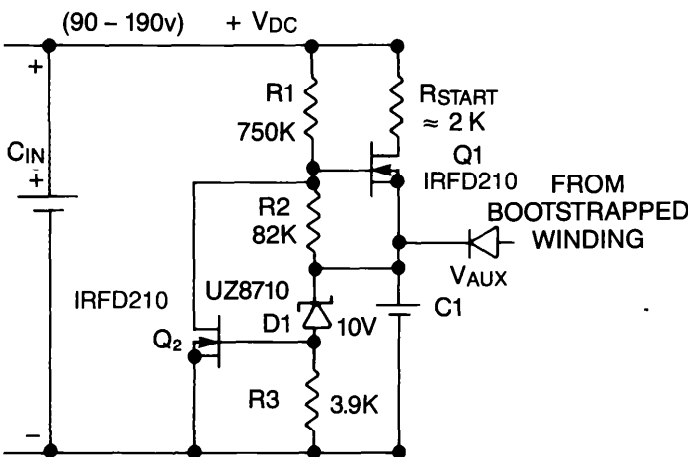 (90 – 190v) + VDC
+
R1
750K
RSTART
≈ 2 K
CIN
+
Q1
IRFD210
FROM
BOOTSTRAPPED
WINDING
R2
82K
VAUX
IRFD210
UZ8710
D1
10V
C1
Q2
R3
3.9K
–